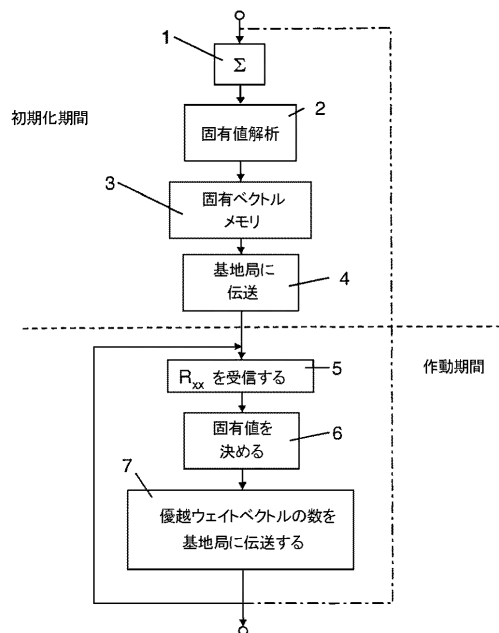 1
Σ
初期化期間
2
固有値解析
3
固有ベクトル
メモリ
基地局に
伝送
4
作動期間
Rxx を受信する
5
固有値を
決める
6
7
優越ウェイトベクトルの数を
基地局に伝送する